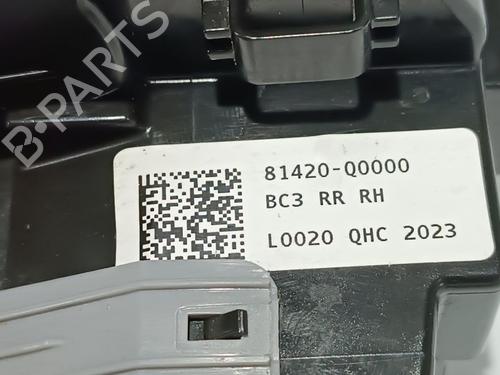 B-PARTS
81420-Q0000
BC3 RR RH
L0020 QHC 2023